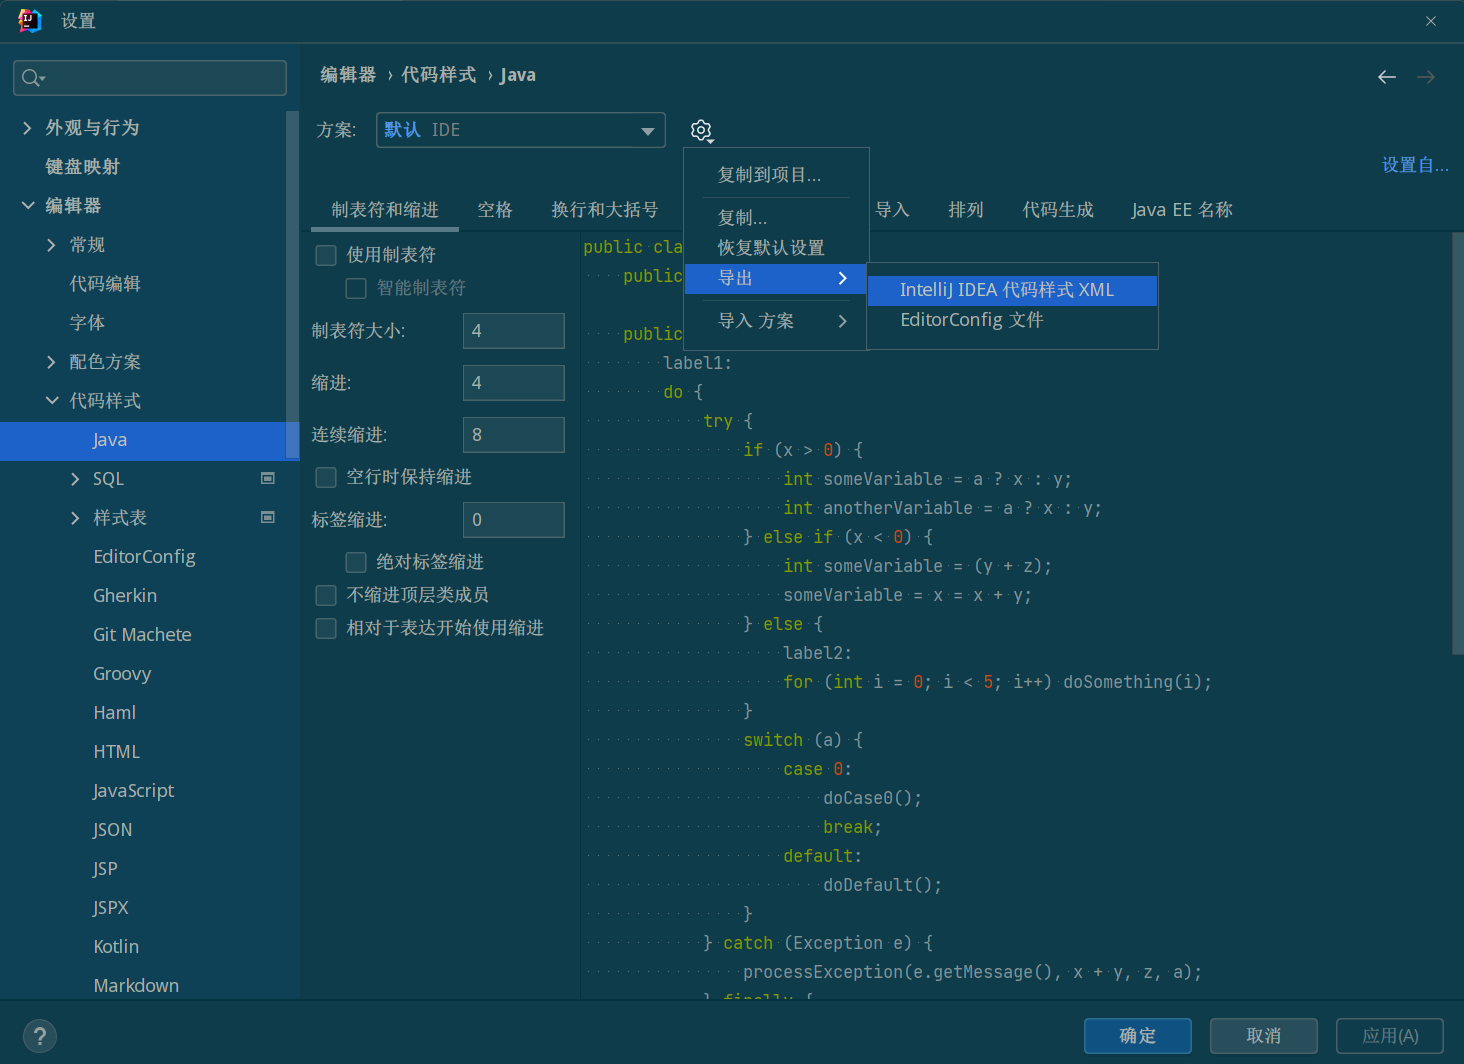 设置
编辑器 › 代码样式 › Java
方案: 默认 IDE
设置自...
外观与行为
键盘映射
编辑器
常规
代码编辑
字体
配色方案
代码样式
Java
SQL
样式表
EditorConfig
Gherkin
Git Machete
Groovy
Haml
HTML
JavaScript
JSON
JSP
JSPX
Kotlin
Markdown
复制到项目...
复制...
恢复默认设置
导出
导入 方案
IntelliJ IDEA 代码样式 XML
EditorConfig 文件
制表符和缩进 空格 换行和大括号 导入 排列 代码生成 Java EE 名称
使用制表符
智能制表符
制表符大小: 4
缩进: 4
连续缩进: 8
空行时保持缩进
标签缩进: 0
绝对标签缩进
不缩进顶层类成员
相对于表达开始使用缩进
public cla
public
public
label1:
do {
try {
if (x > 0) {
int someVariable = a ? x : y;
int anotherVariable = a ? x : y;
} else if (x < 0) {
int someVariable = (y + z);
someVariable = x = x + y;
} else {
label2:
for (int i = 0; i < 5; i++) doSomething(i);
}
switch (a) {
case 0:
doCase0();
break;
default:
doDefault();
}
} catch (Exception e) {
processException(e.getMessage(), x + y, z, a);
} finally {
?
确定 取消 应用(A)